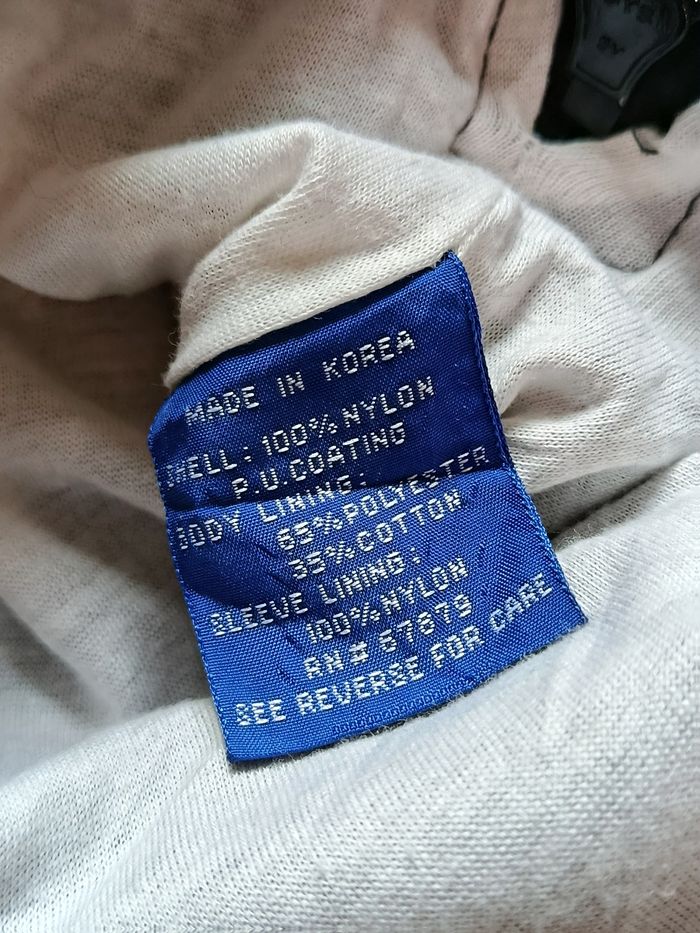 MADE IN KOREA
SHELL: 100% NYLON
P.U. COATING
BODY LINING:
65% POLYESTER
35% COTTON
SLEEVE LINING:
100% NYLON
RN# 67879
SEE REVERSE FOR CARE